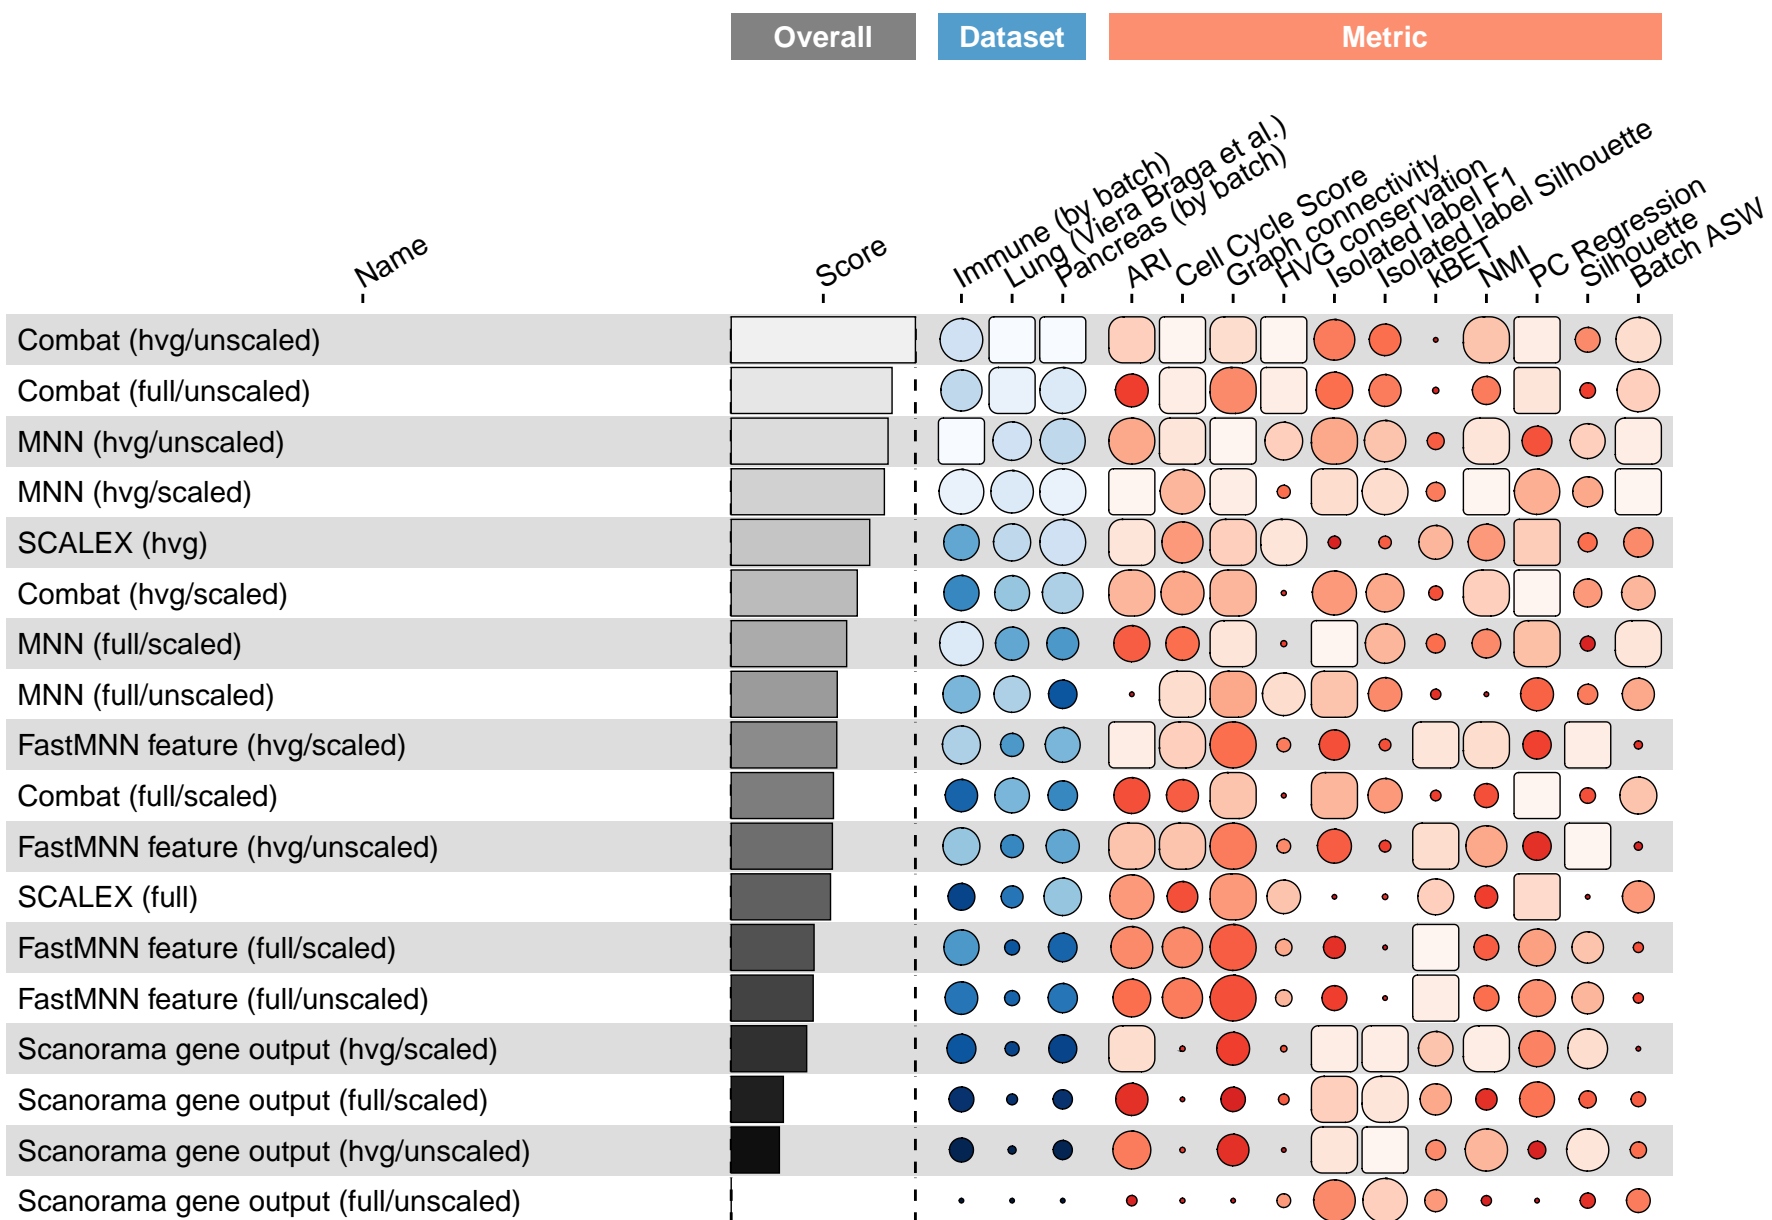 Overall
Dataset
Metric
Name
Score
Immune (by batch)
Lung (Viera Braga et al.)
Pancreas (by batch)
ARI
Cell Cycle Score
Graph connectivity
HVG conservation
Isolated label F1
Isolated label Silhouette
kBET
NMI
PC Regression
Silhouette
Batch ASW
Combat (hvg/unscaled)
Combat (full/unscaled)
MNN (hvg/unscaled)
MNN (hvg/scaled)
SCALEX (hvg)
Combat (hvg/scaled)
MNN (full/scaled)
MNN (full/unscaled)
FastMNN feature (hvg/scaled)
Combat (full/scaled)
FastMNN feature (hvg/unscaled)
SCALEX (full)
FastMNN feature (full/scaled)
FastMNN feature (full/unscaled)
Scanorama gene output (hvg/scaled)
Scanorama gene output (full/scaled)
Scanorama gene output (hvg/unscaled)
Scanorama gene output (full/unscaled)